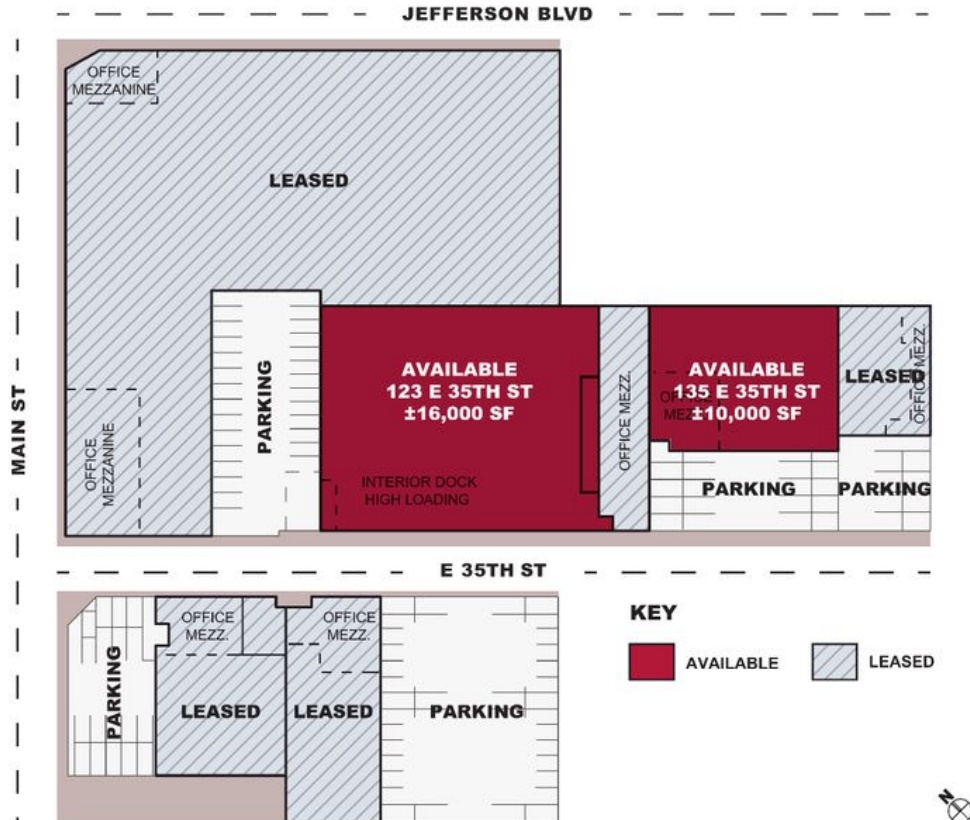 JEFFERSON BLVD
MAIN ST
OFFICE
MEZZANINE
LEASED
PARKING
OFFICE
MEZZANINE
AVAILABLE
123 E 35TH ST
±16,000 SF
INTERIOR DOCK
HIGH LOADING
OFFICE MEZZ.
AVAILABLE
135 E 35TH ST
±10,000 SF
OFFICE
MEZZ.
LEASED
OFFICE MEZZ.
PARKING
PARKING
E 35TH ST
PARKING
OFFICE
MEZZ.
LEASED
OFFICE
MEZZ.
LEASED
PARKING
KEY
AVAILABLE
LEASED
N